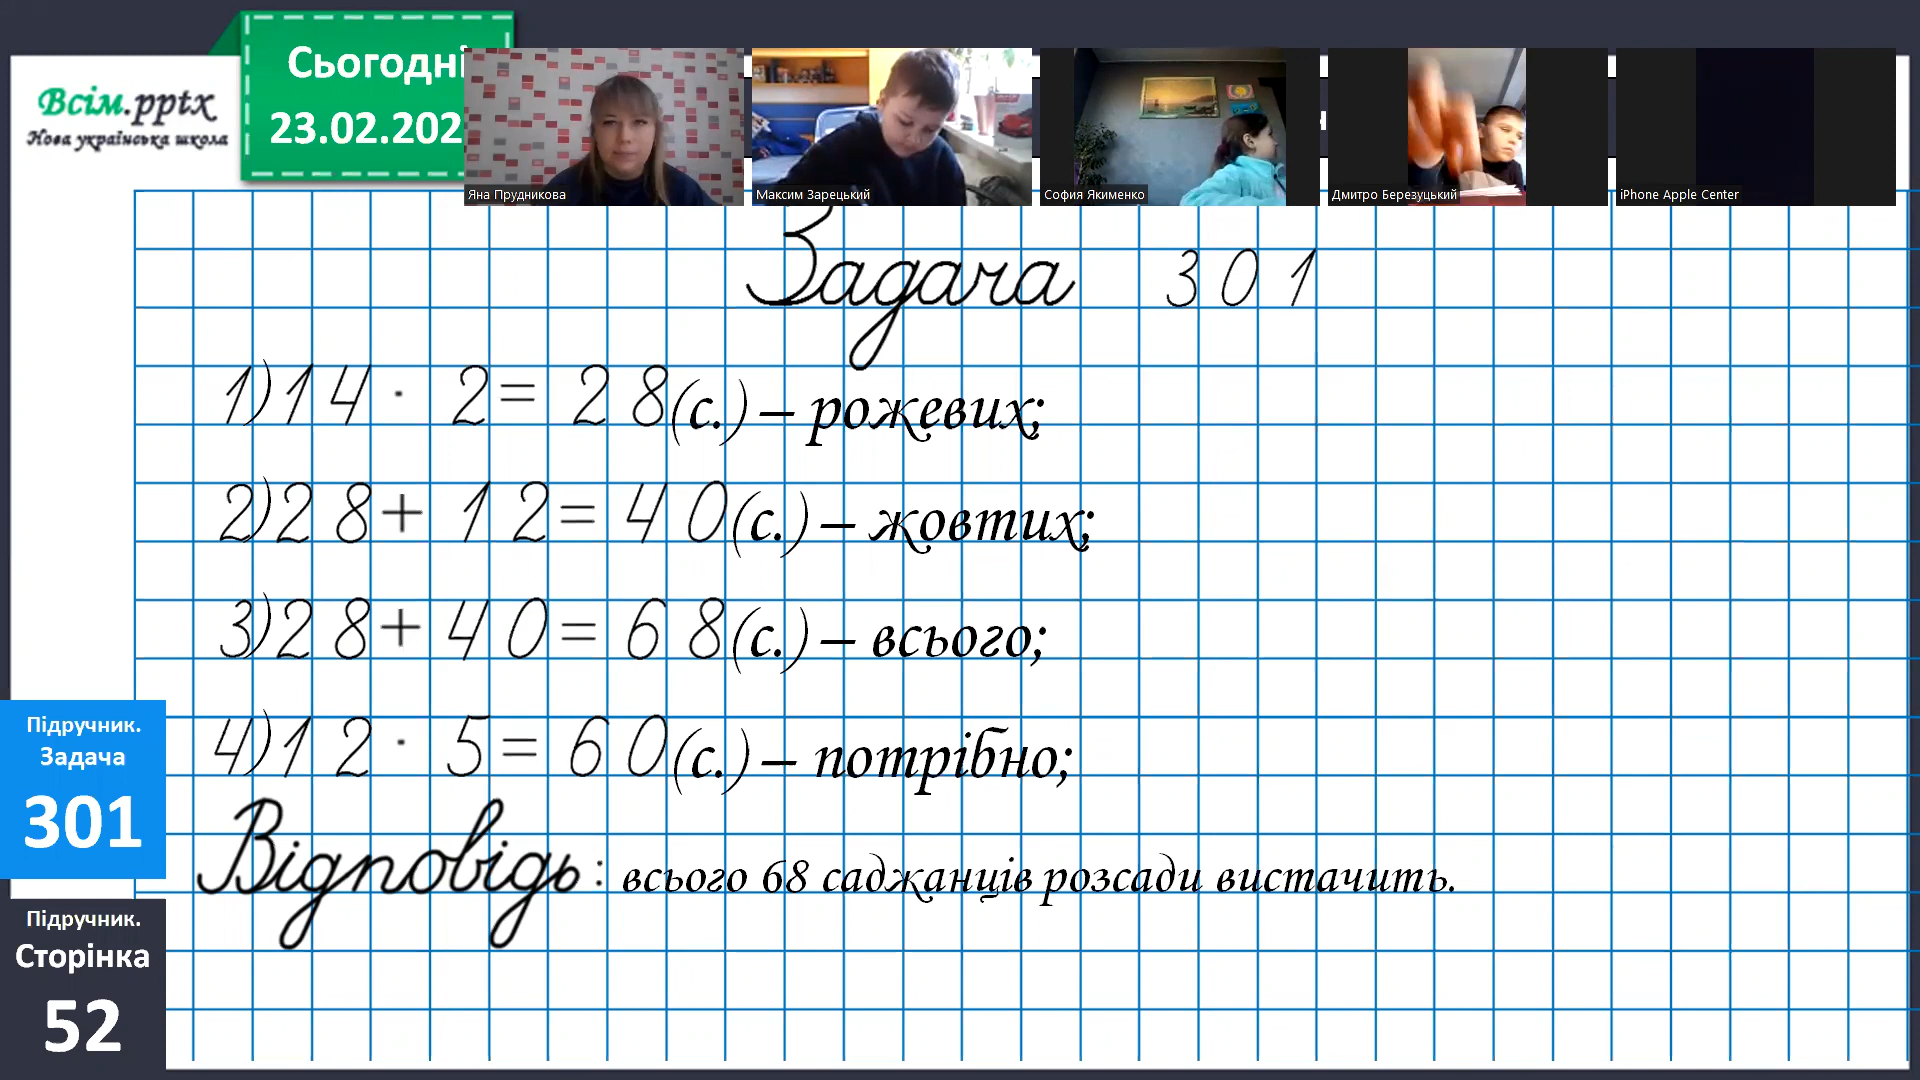 Сьогодні
23.02.202
Всім.pptx
Нова українська школа
Яна Прудникова
Максим Зарецький
София Якименко
Дмитро Березуцький
iPhone Apple Center
Задача 301
1)14 · 2= 28(с.) – рожевих;
2)28+ 12= 40(с.) – жовтих;
3)28+ 40= 68(с.) – всього;
4)12 · 5= 60(с.) – потрібно;
Відповідь: всього 68 саджанців розсади вистачить.
Підручник.
Задача
301
Підручник.
Сторінка
52